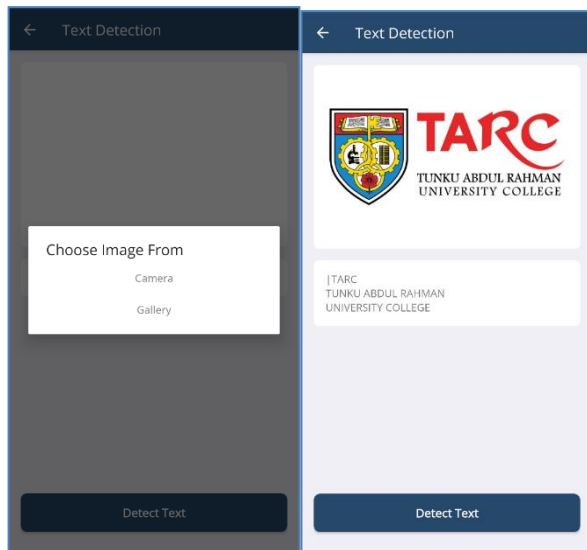 Text Detection
Choose Image From
Camera
Gallery
Detect Text
Text Detection
TARC
TUNKU ABDUL RAHMAN
UNIVERSITY COLLEGE
|TARC
TUNKU ABDUL RAHMAN
UNIVERSITY COLLEGE
Detect Text